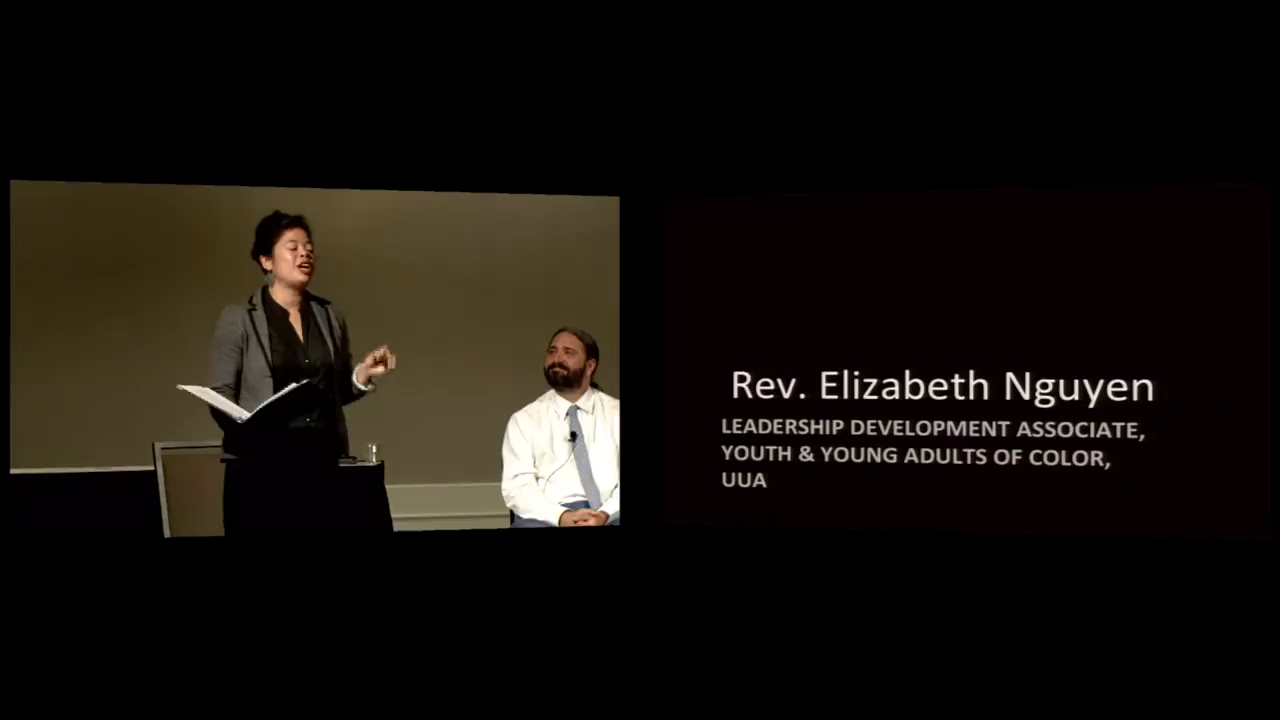 Rev. Elizabeth Nguyen
LEADERSHIP DEVELOPMENT ASSOCIATE,
YOUTH & YOUNG ADULTS OF COLOR,
UUA